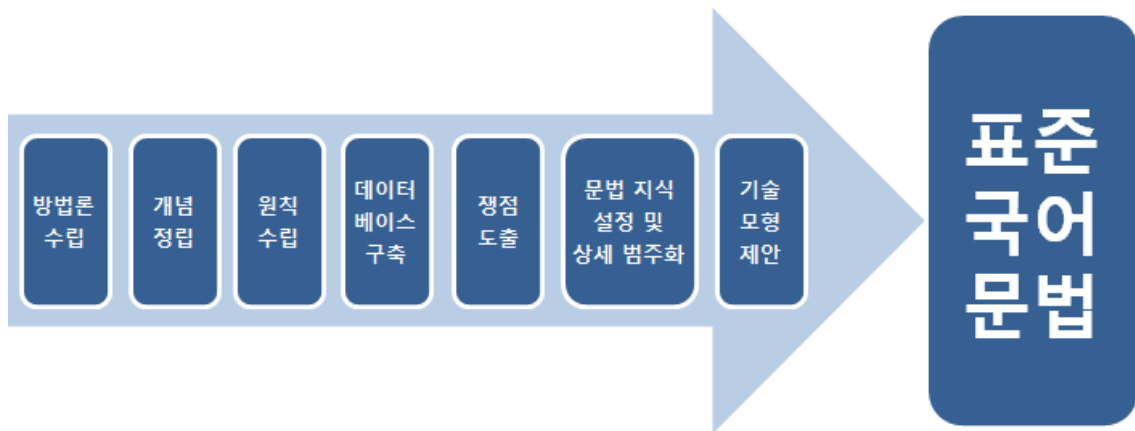 방법론
수립
개념
정립
원칙
수립
데이터
베이스
구축
쟁점
도출
문법 지식
설정 및
상세 범주화
기술
모형
제안
표준
국어
문법